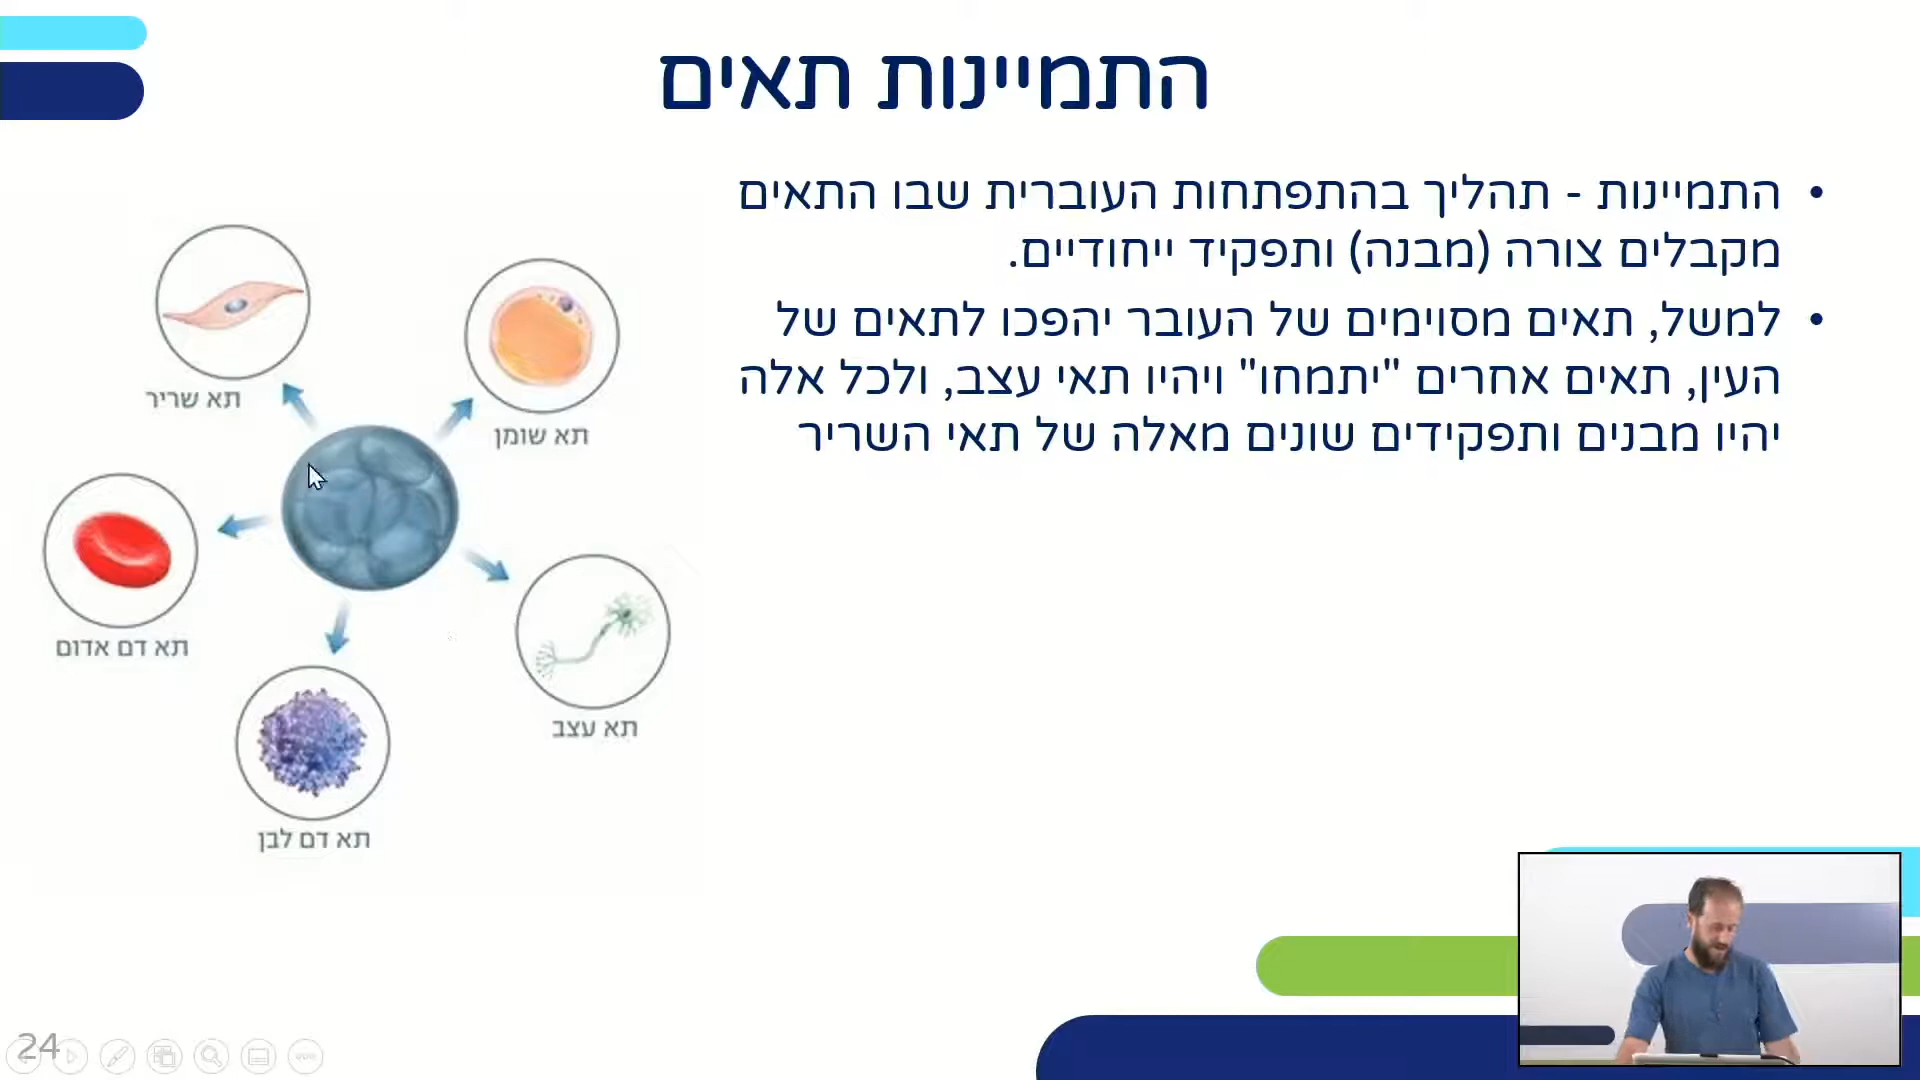 התמיינות תאים
• התמיינות - תהליך בהתפתחות העוברית שבו התאים
מקבלים צורה (מבנה) ותפקיד ייחודיים.
• למשל, תאים מסוימים של העובר יהפכו לתאים של
העין, תאים אחרים "יתמחו" ויהיו תאי עצב, ולכל אלה
יהיו מבנים ותפקידים שונים מאלה של תאי השריר
תא שומן
תא שריר
תא דם אדום
תא עצב
תא דם לבן
24